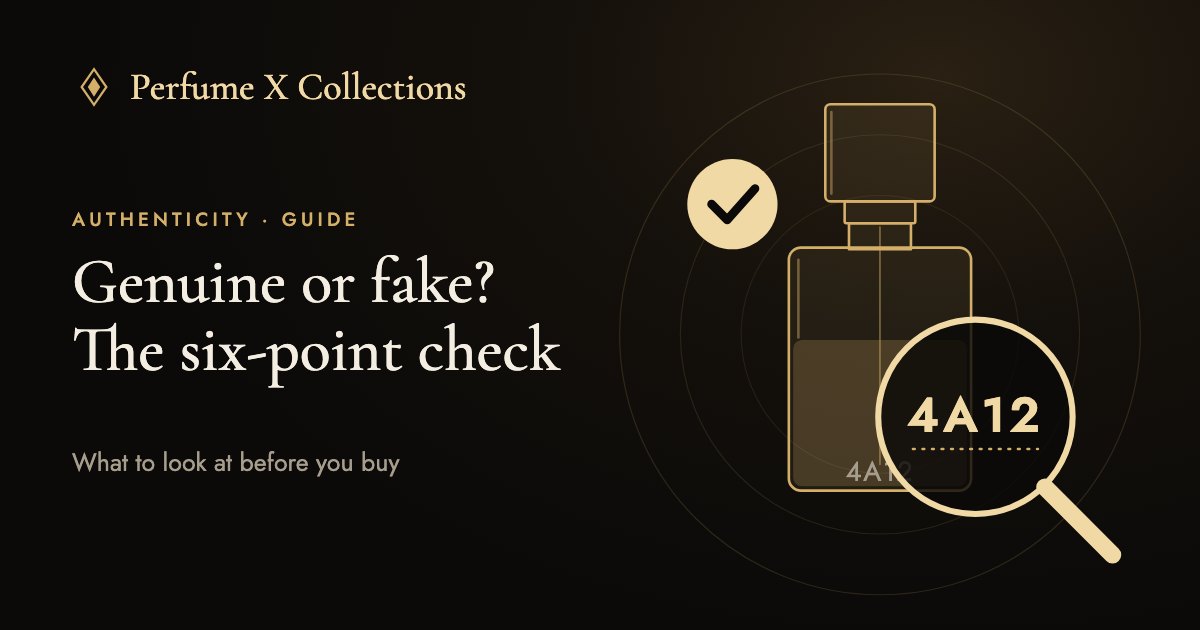 Perfume X Collections
AUTHENTICITY · GUIDE
Genuine or fake?
The six-point check
What to look at before you buy
4A12
4A12